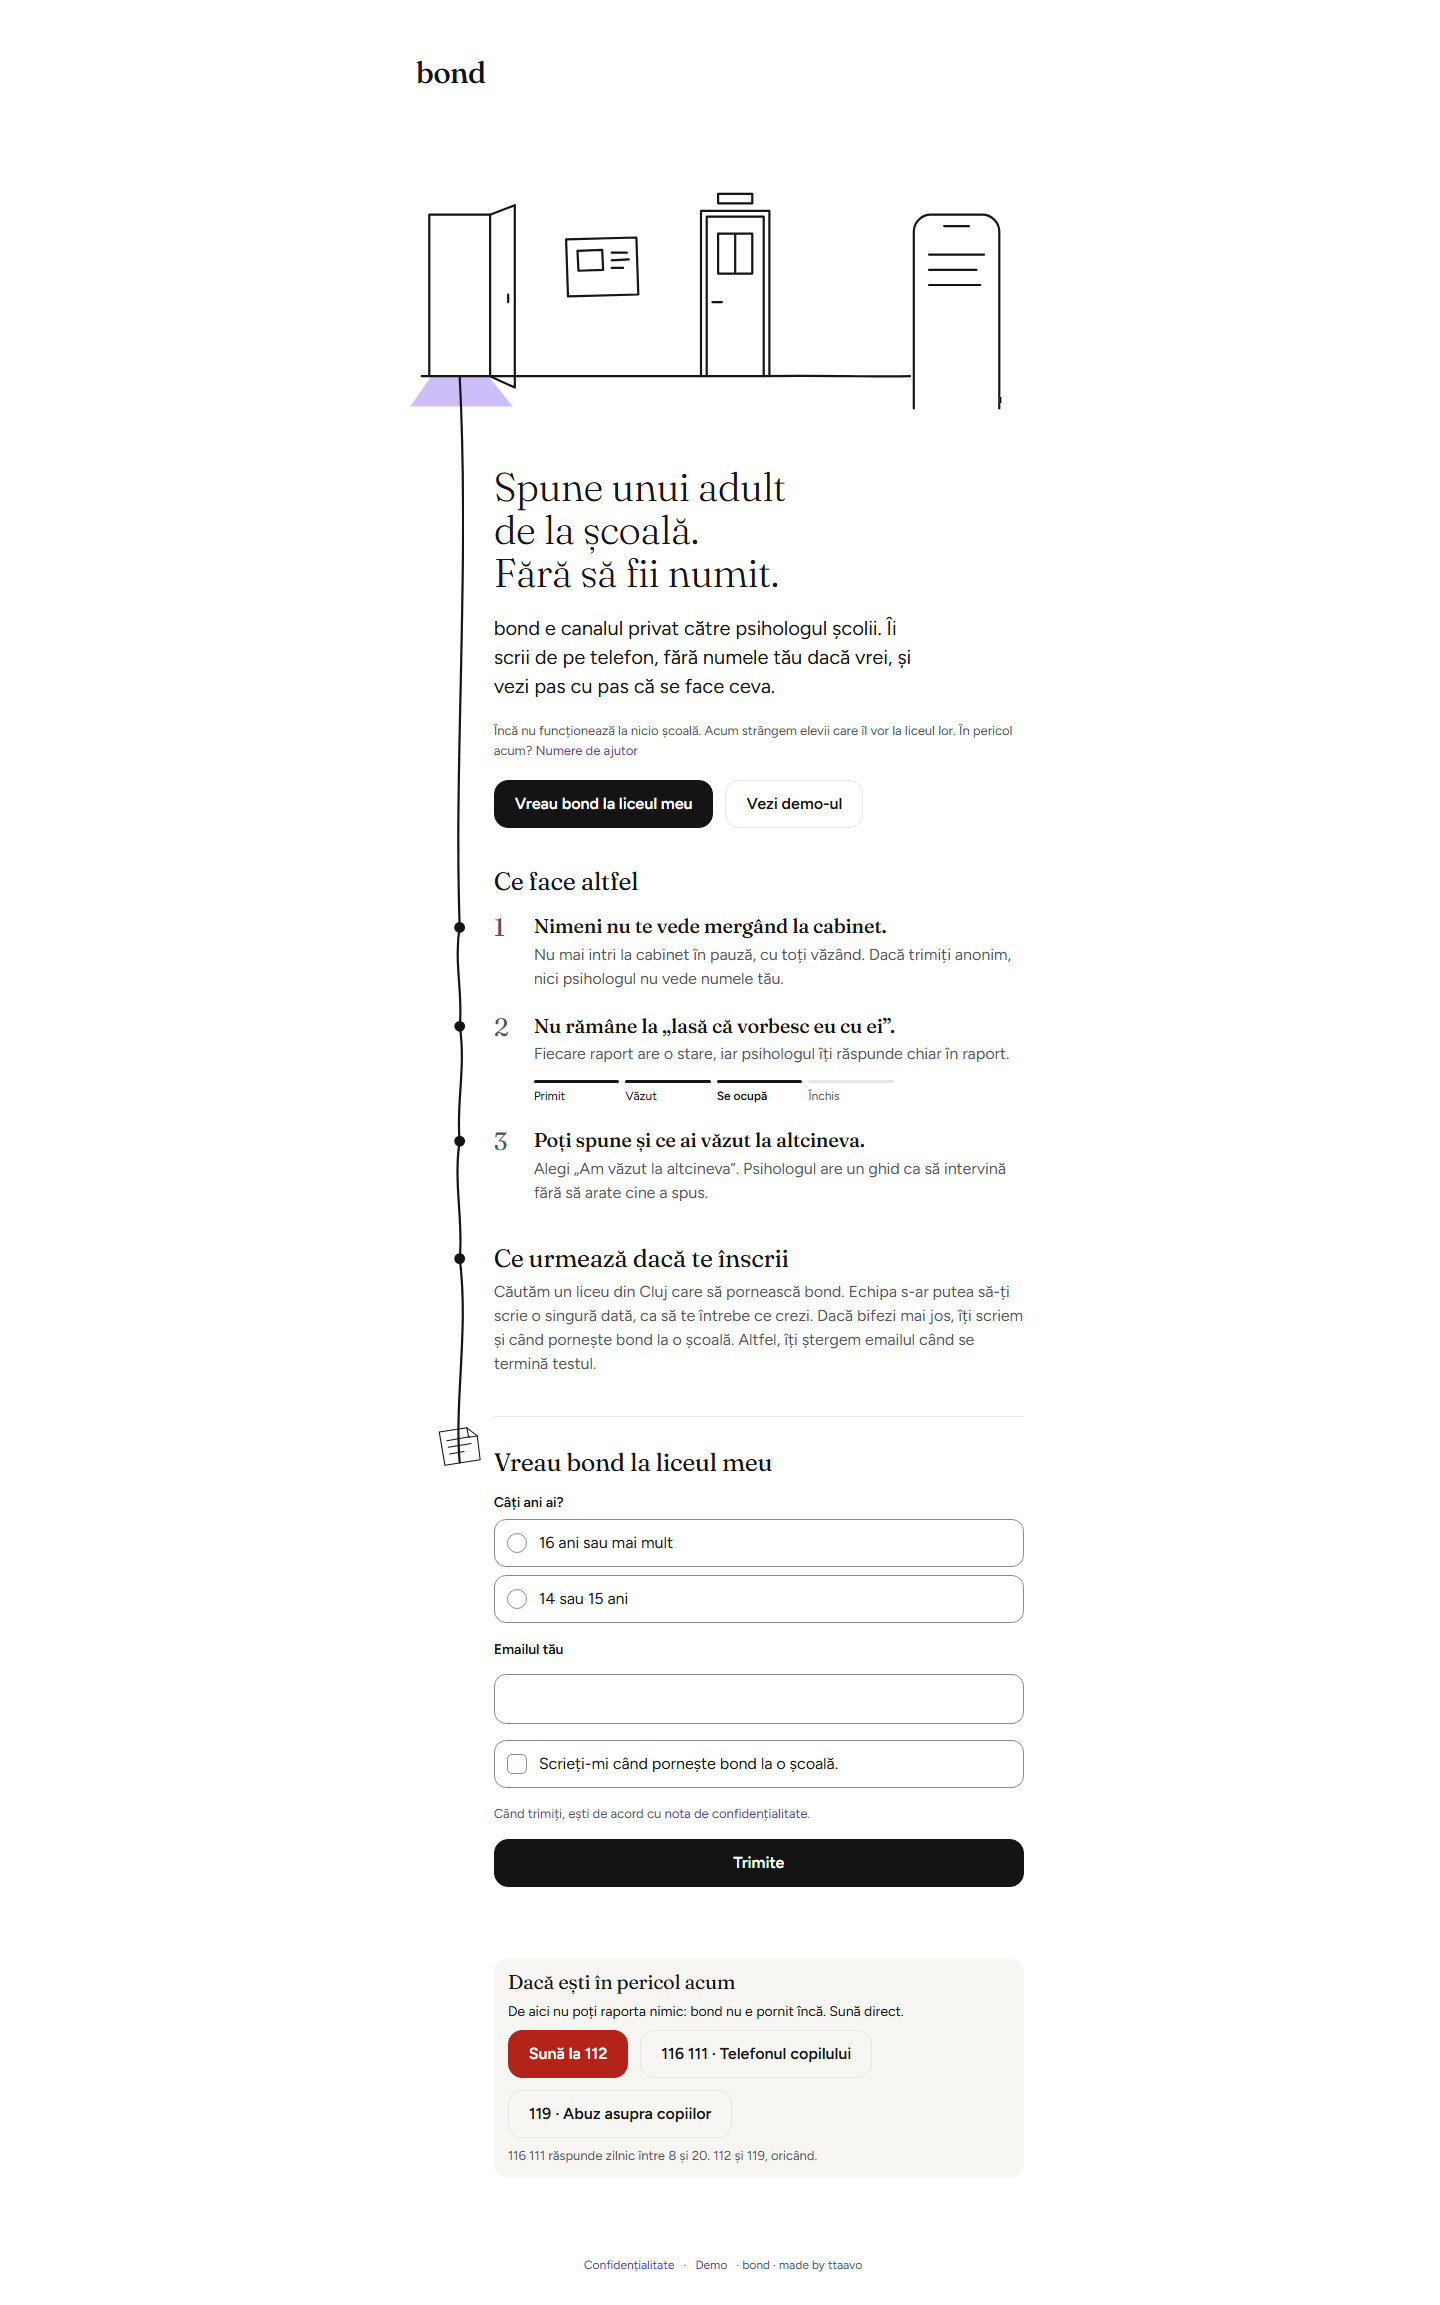 bond
Spune unui adult
de la școală.
Fără să fii numit.
bond e canalul privat către psihologul școlii. Îi
scrii de pe telefon, fără numele tău dacă vrei, și
vezi pas cu pas că se face ceva.
Încă nu funcționează la nicio școală. Acum strângem elevii care îl vor la liceul lor. În pericol
acum? Numere de ajutor
Vreau bond la liceul meu
Vezi demo-ul
Ce face altfel
1 Nimeni nu te vede mergând la cabinet.
Nu mai intri la cabinet în pauză, cu toți văzând. Dacă trimiți anonim,
nici psihologul nu vede numele tău.
2 Nu rămâne la „lasă că vorbesc eu cu ei”.
Fiecare raport are o stare, iar psihologul îți răspunde chiar în raport.
Primit Văzut Se ocupă Închis
3 Poți spune și ce ai văzut la altcineva.
Alegi „Am văzut la altcineva”. Psihologul are un ghid ca să intervină
fără să arate cine a spus.
Ce urmează dacă te înscrii
Căutăm un liceu din Cluj care să pornească bond. Echipa s-ar putea să-ți
scrie o singură dată, ca să te întrebe ce crezi. Dacă bifezi mai jos, îți scriem
și când pornește bond la o școală. Altfel, îți ștergem emailul când se
termină testul.
Vreau bond la liceul meu
Câți ani ai?
16 ani sau mai mult
14 sau 15 ani
Emailul tău
Scrieți-mi când pornește bond la o școală.
Când trimiți, ești de acord cu nota de confidențialitate.
Trimite
Dacă ești în pericol acum
De aici nu poți raporta nimic: bond nu e pornit încă. Sună direct.
Sună la 112
116 111 · Telefonul copilului
119 · Abuz asupra copiilor
116 111 răspunde zilnic între 8 și 20. 112 și 119, oricând.
Confidențialitate · Demo · bond · made by ttaavo